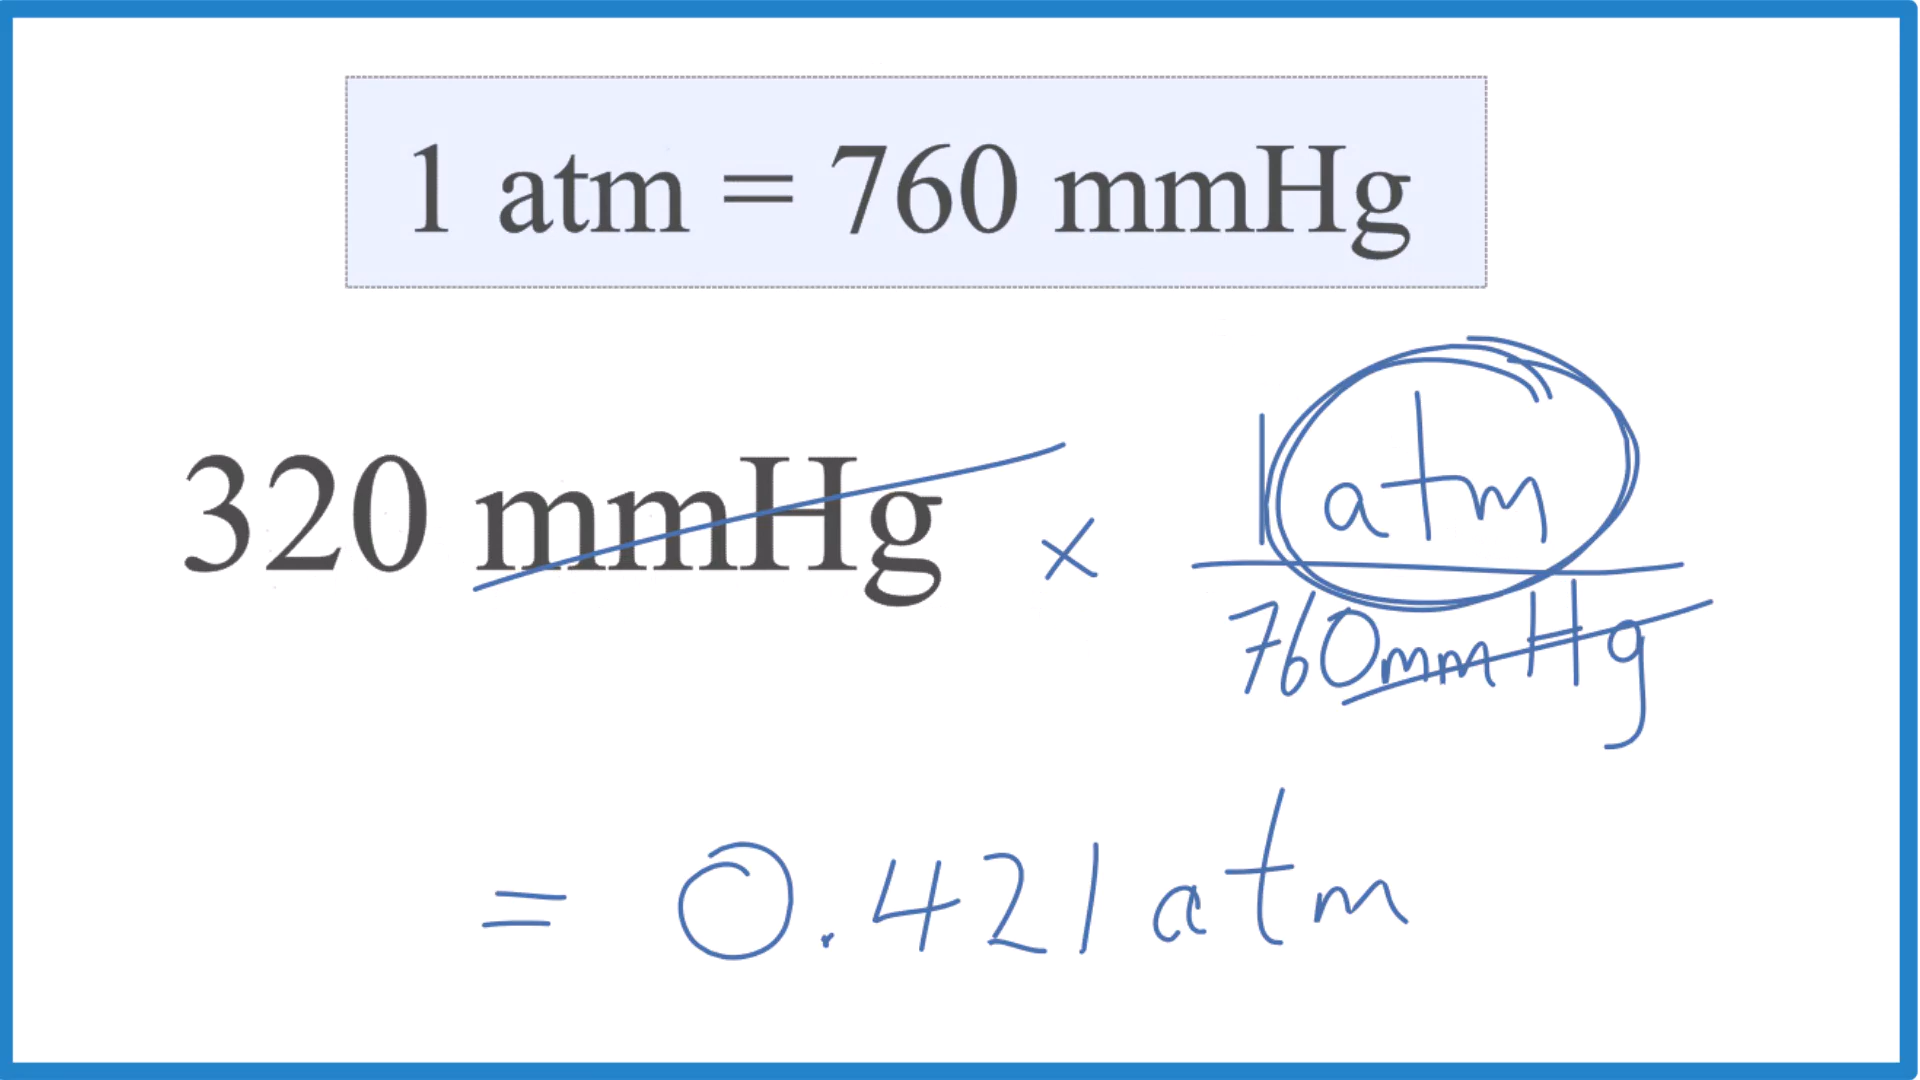 1 atm = 760 mmHg
320 mmHg × 1 atm
760 mmHg
= 0.421 atm